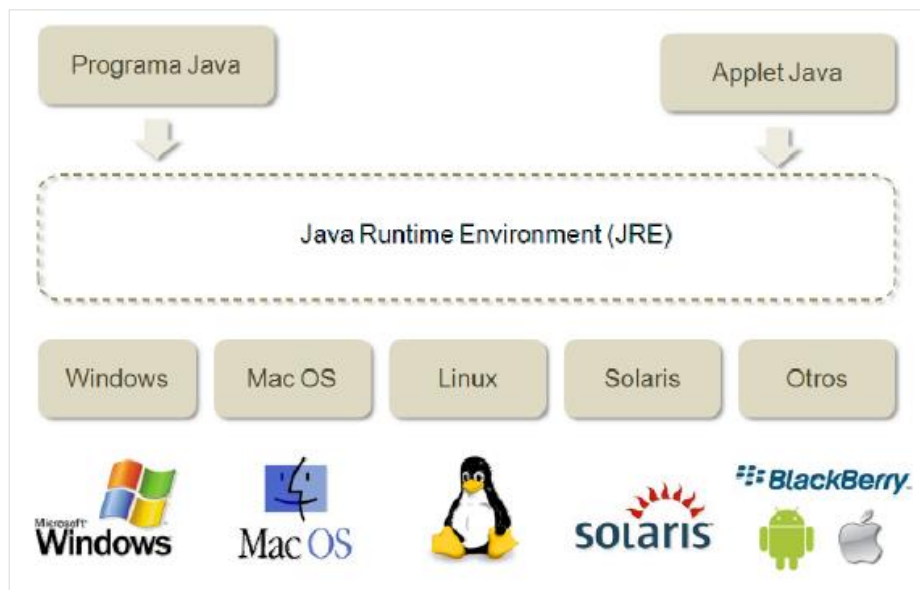 Programa Java
Applet Java
Java Runtime Environment (JRE)
Windows
Mac OS
Linux
Solaris
Otros
Microsoft
Windows
Mac OS
solaris
BlackBerry